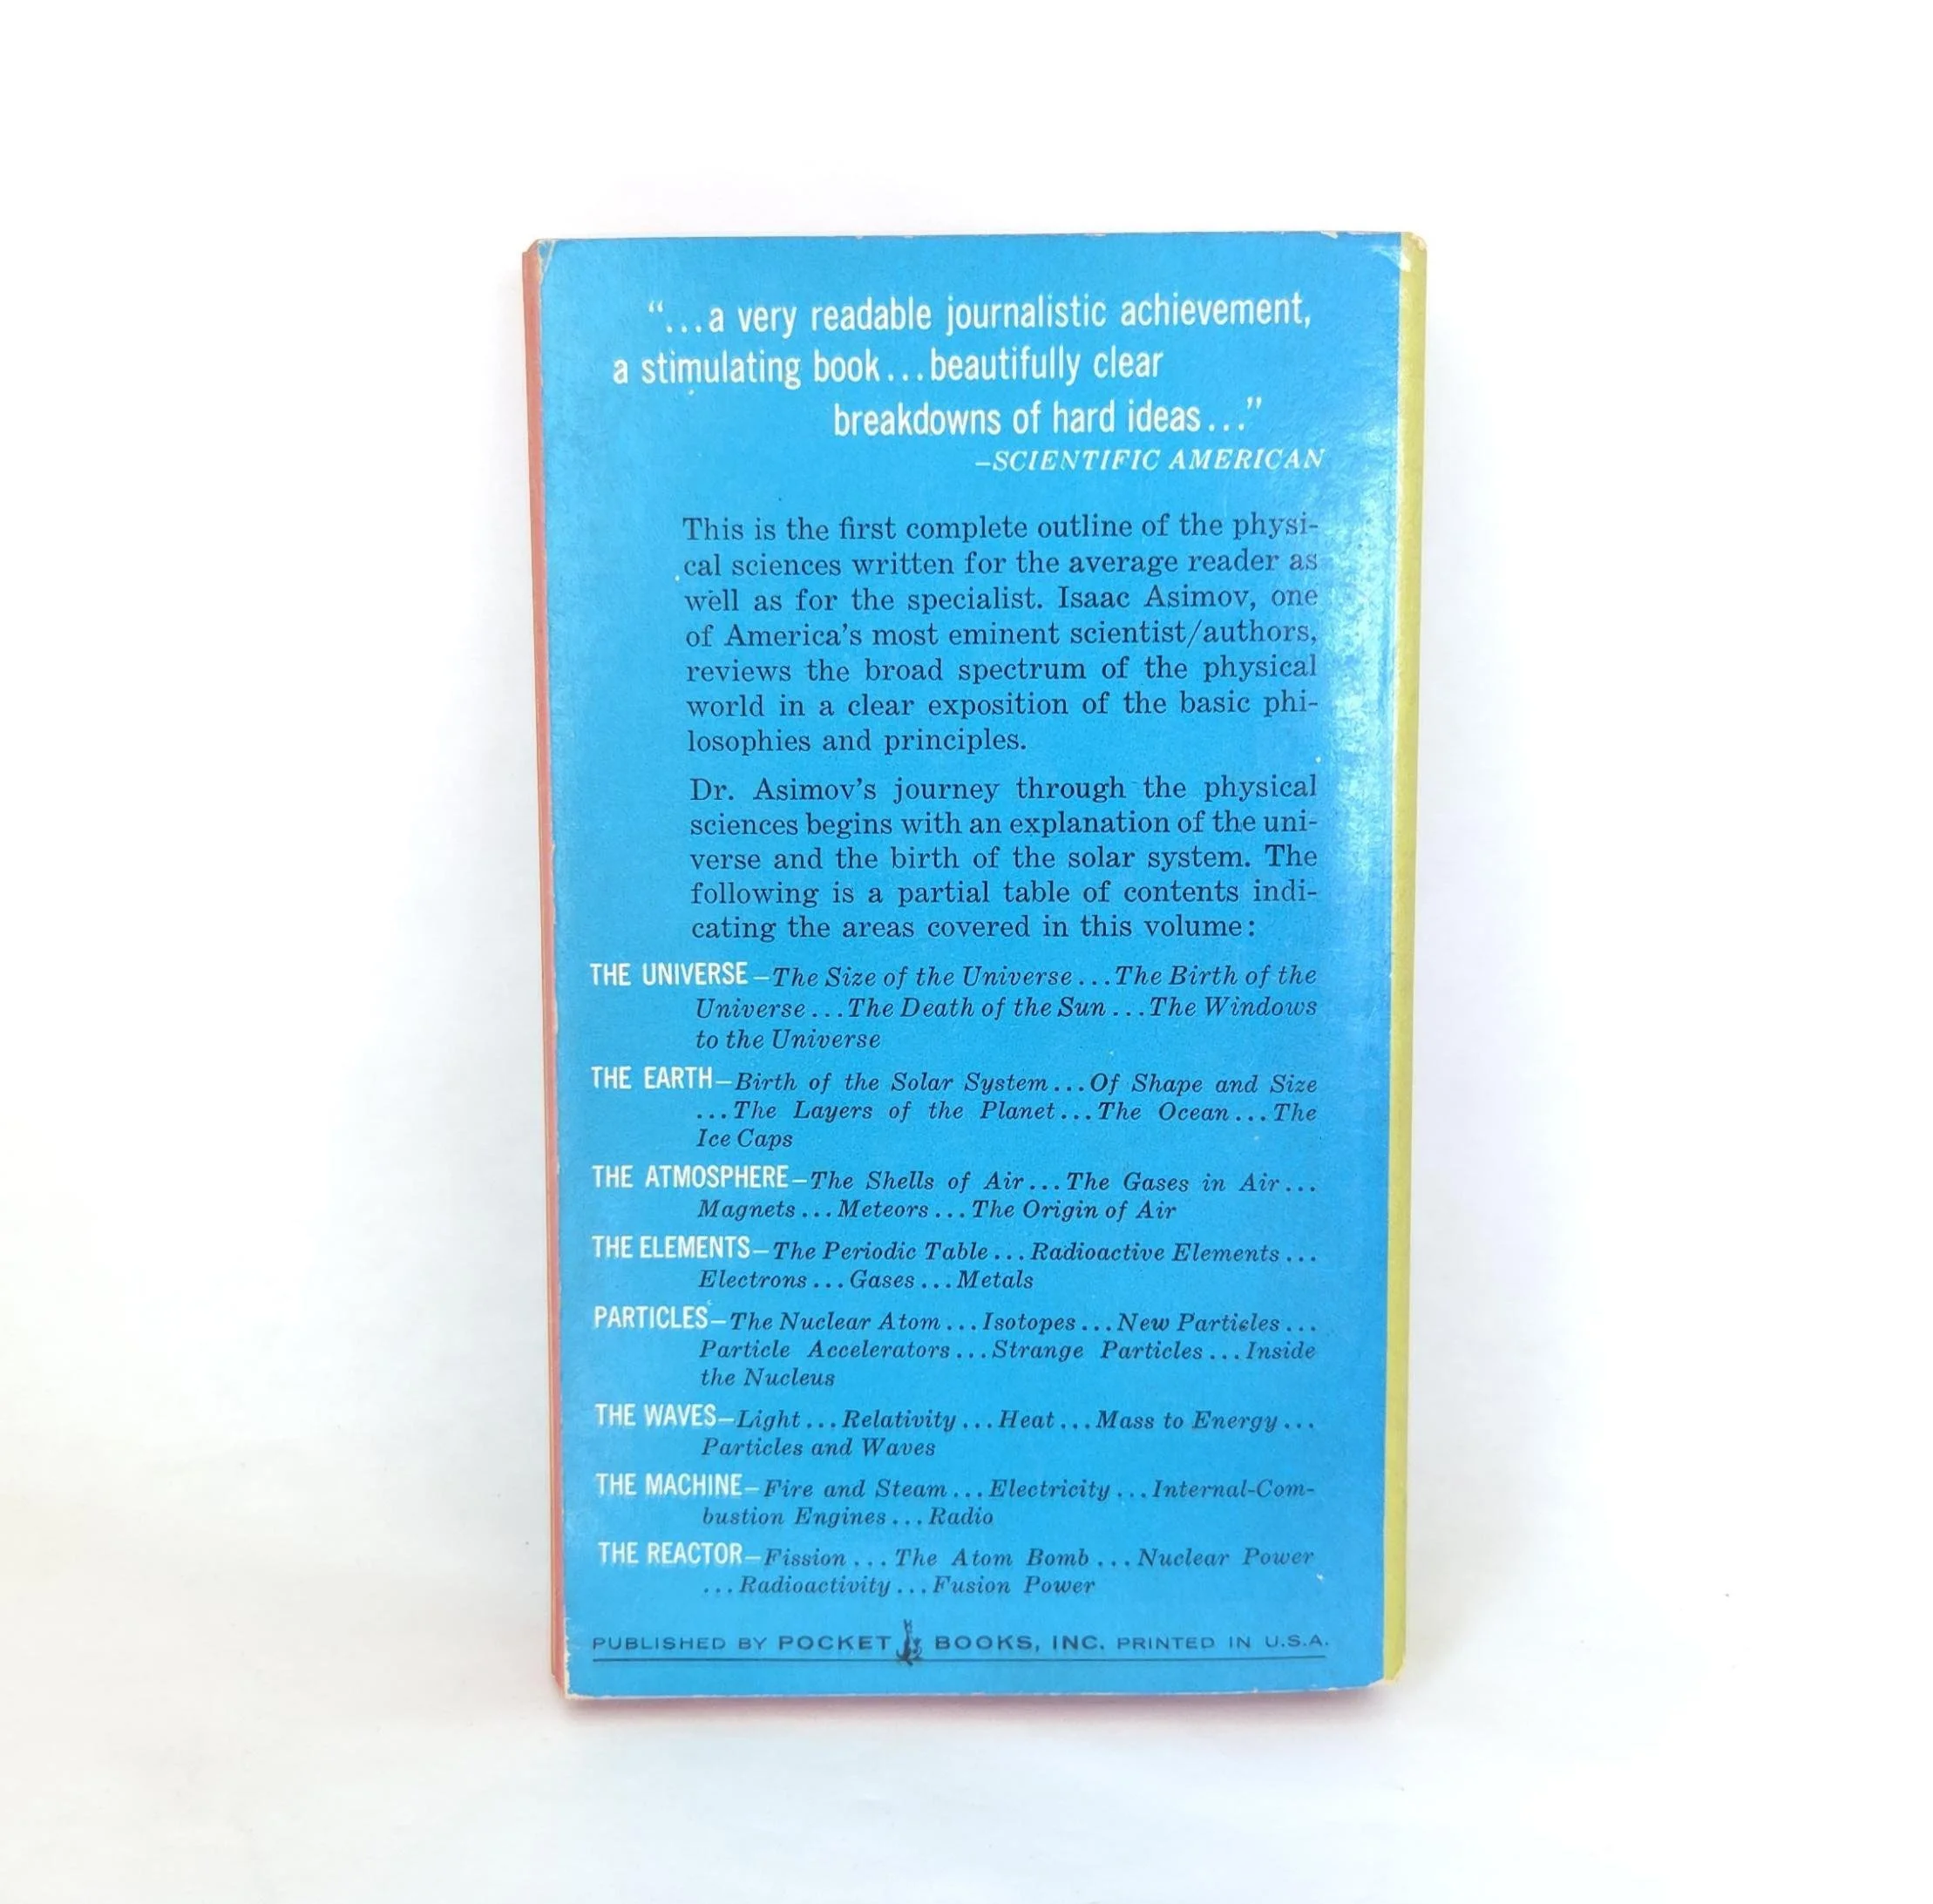 “...a very readable journalistic achievement,
a stimulating book...beautifully clear
breakdowns of hard ideas...”
–SCIENTIFIC AMERICAN
This is the first complete outline of the physi-
cal sciences written for the average reader as
well as for the specialist. Isaac Asimov, one
of America’s most eminent scientist/authors,
reviews the broad spectrum of the physical
world in a clear exposition of the basic phi-
losophies and principles.
Dr. Asimov’s journey through the physical
sciences begins with an explanation of the uni-
verse and the birth of the solar system. The
following is a partial table of contents indi-
cating the areas covered in this volume:
THE UNIVERSE–The Size of the Universe...The Birth of the
Universe...The Death of the Sun...The Windows
to the Universe
THE EARTH–Birth of the Solar System...Of Shape and Size
...The Layers of the Planet...The Ocean...The
Ice Caps
THE ATMOSPHERE–The Shells of Air...The Gases in Air...
Magnets...Meteors...The Origin of Air
THE ELEMENTS–The Periodic Table...Radioactive Elements...
Electrons...Gases...Metals
PARTICLES–The Nuclear Atom...Isotopes...New Particles...
Particle Accelerators...Strange Particles...Inside
the Nucleus
THE WAVES–Light...Relativity...Heat...Mass to Energy...
Particles and Waves
THE MACHINE–Fire and Steam...Electricity...Internal-Com-
bustion Engines...Radio
THE REACTOR–Fission...The Atom Bomb...Nuclear Power
...Radioactivity...Fusion Power
PUBLISHED BY POCKET BOOKS, INC. PRINTED IN U.S.A.